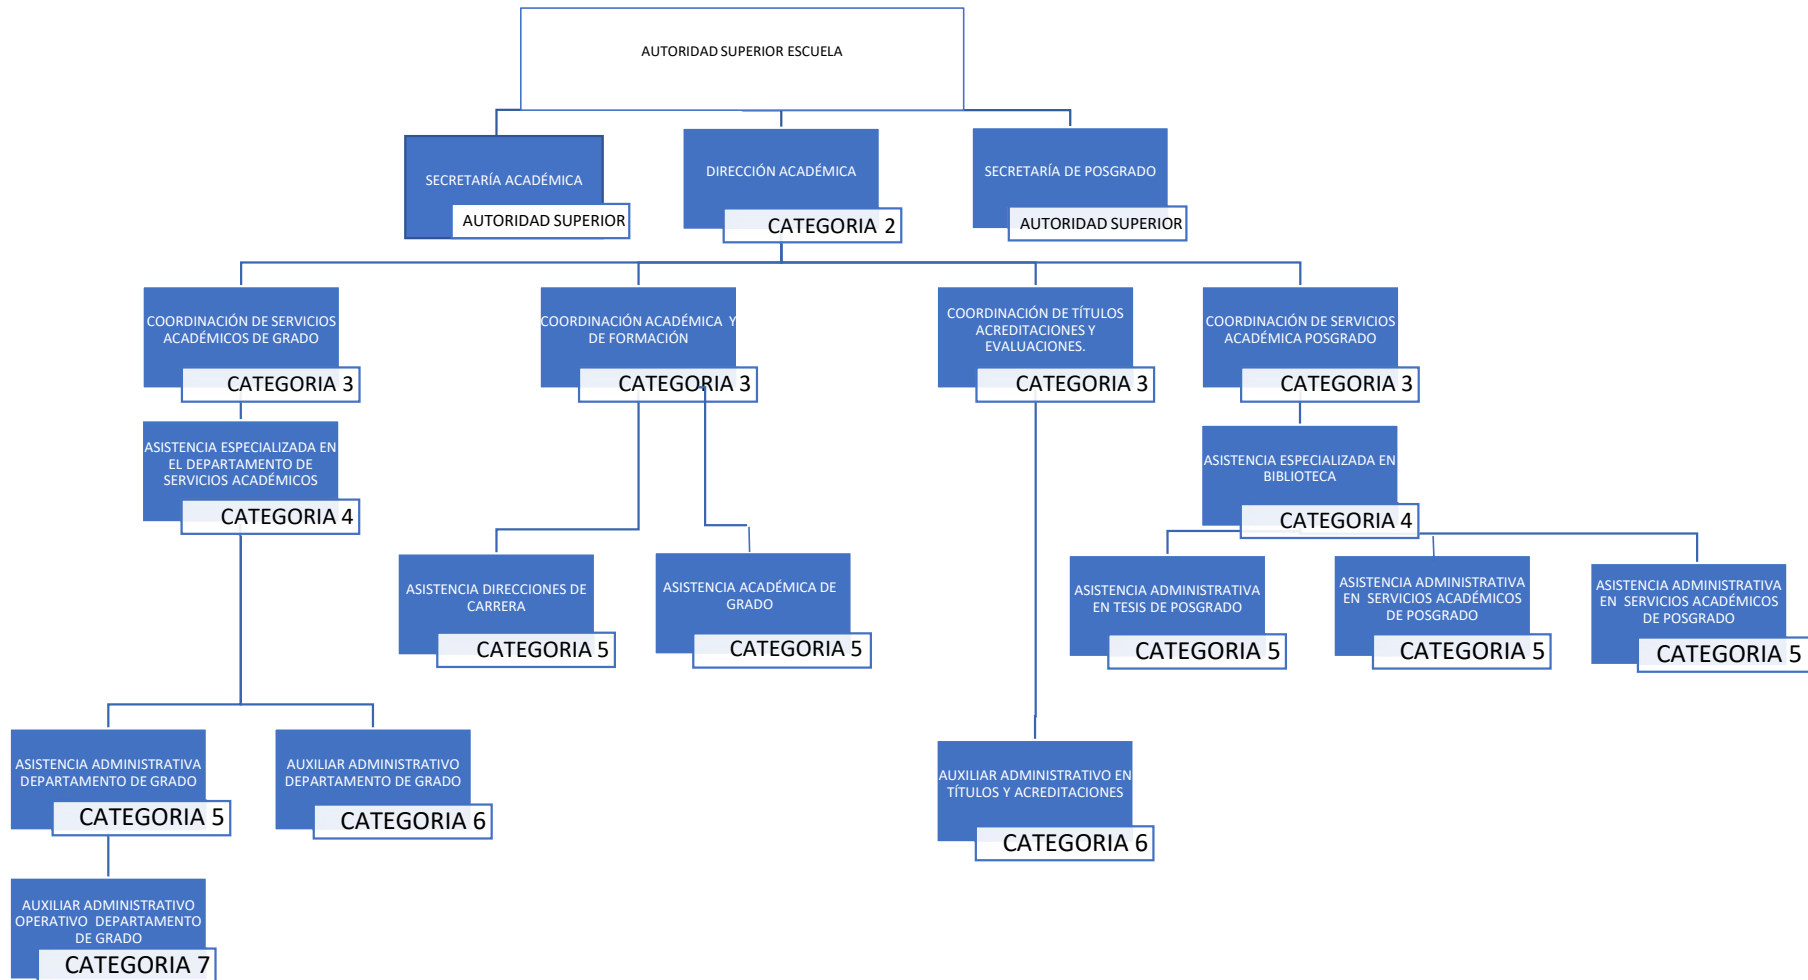 AUTORIDAD SUPERIOR ESCUELA
SECRETARÍA ACADÉMICA
AUTORIDAD SUPERIOR
DIRECCIÓN ACADÉMICA
CATEGORIA 2
SECRETARÍA DE POSGRADO
AUTORIDAD SUPERIOR
COORDINACIÓN DE SERVICIOS
ACADÉMICOS DE GRADO
CATEGORIA 3
COORDINACIÓN ACADÉMICA Y
DE FORMACIÓN
CATEGORIA 3
COORDINACIÓN DE TÍTULOS
ACREDITACIONES Y
EVALUACIONES.
CATEGORIA 3
COORDINACIÓN DE SERVICIOS
ACADÉMICA POSGRADO
CATEGORIA 3
ASISTENCIA ESPECIALIZADA EN
EL DEPARTAMENTO DE
SERVICIOS ACADÉMICOS
CATEGORIA 4
ASISTENCIA ESPECIALIZADA EN
BIBLIOTECA
CATEGORIA 4
ASISTENCIA DIRECCIONES DE
CARRERA
CATEGORIA 5
ASISTENCIA ACADÉMICA DE
GRADO
CATEGORIA 5
ASISTENCIA ADMINISTRATIVA
EN TESIS DE POSGRADO
CATEGORIA 5
ASISTENCIA ADMINISTRATIVA
EN SERVICIOS ACADÉMICOS
DE POSGRADO
CATEGORIA 5
ASISTENCIA ADMINISTRATIVA
EN SERVICIOS ACADÉMICOS
DE POSGRADO
CATEGORIA 5
ASISTENCIA ADMINISTRATIVA
DEPARTAMENTO DE GRADO
CATEGORIA 5
AUXILIAR ADMINISTRATIVO
DEPARTAMENTO DE GRADO
CATEGORIA 6
AUXILIAR ADMINISTRATIVO EN
TÍTULOS Y ACREDITACIONES
CATEGORIA 6
AUXILIAR ADMINISTRATIVO
OPERATIVO DEPARTAMENTO
DE GRADO
CATEGORIA 7